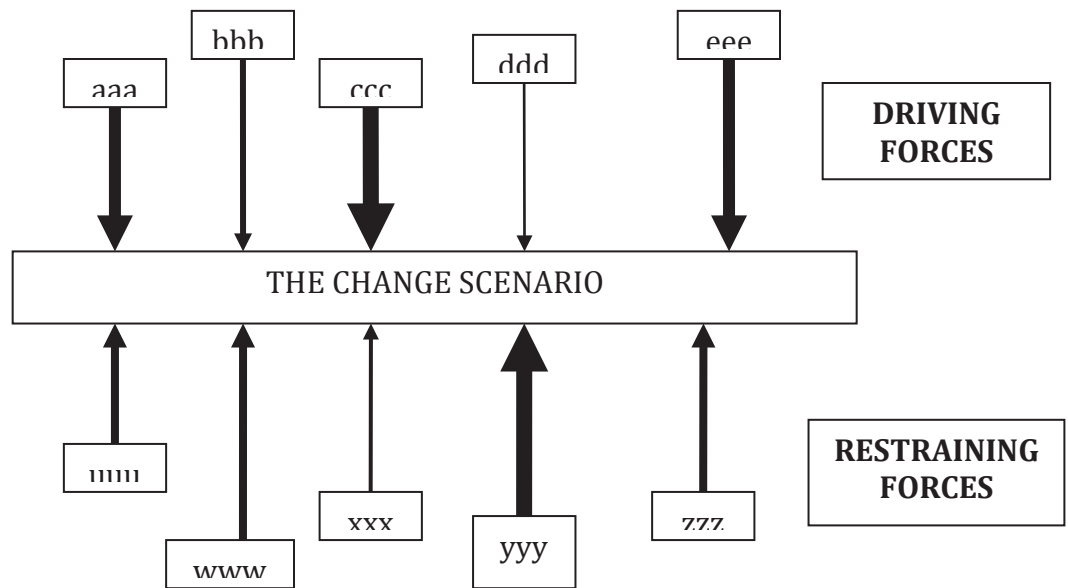 bbb
eee
ddd
aaa
ccc
DRIVING
FORCES
THE CHANGE SCENARIO
RESTRAINING
FORCES
xxx
zzz
yyy
www